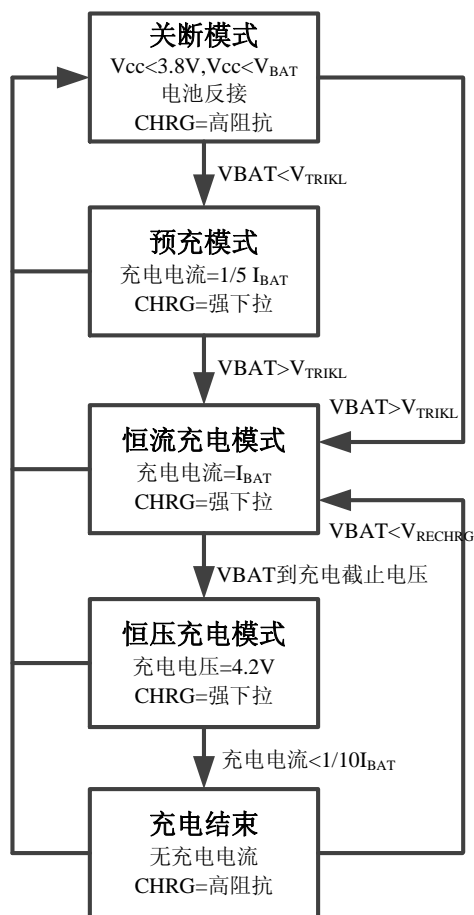 关断模式
Vcc<3.8V,Vcc<VBAT
电池反接
CHRG=高阻抗
VBAT<VTRIKL
预充模式
充电电流=1/5 IBAT
CHRG=强下拉
VBAT>VTRIKL
VBAT>VTRIKL
恒流充电模式
充电电流=IBAT
CHRG=强下拉
VBAT<VRECHRG
VBAT到充电截止电压
恒压充电模式
充电电压=4.2V
CHRG=强下拉
充电电流<1/10IBAT
充电结束
无充电电流
CHRG=高阻抗